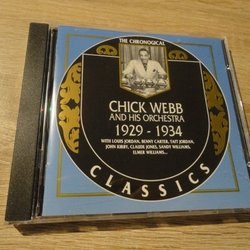 THE CHRONOGICAL
CHICK WEBB
AND HIS ORCHESTRA
1929 - 1934
WITH LOUIS JORDAN, BENNY CARTER, TAFT JORDAN,
JOHN KIRBY, CLAUDE JONES, SANDY WILLIAMS,
ELMER WILLIAMS...
CLASSICS